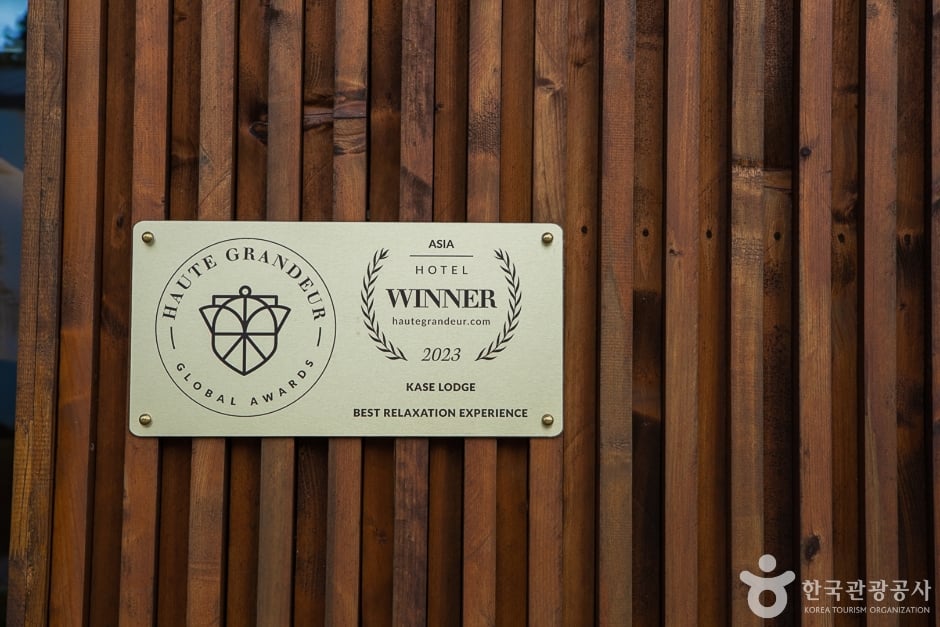 HAUTE GRANDEUR
GLOBAL AWARDS
ASIA
HOTEL
WINNER
hautegrandeur.com
2023
KASE LODGE
BEST RELAXATION EXPERIENCE
한국관광공사
KOREA TOURISM ORGANIZATION